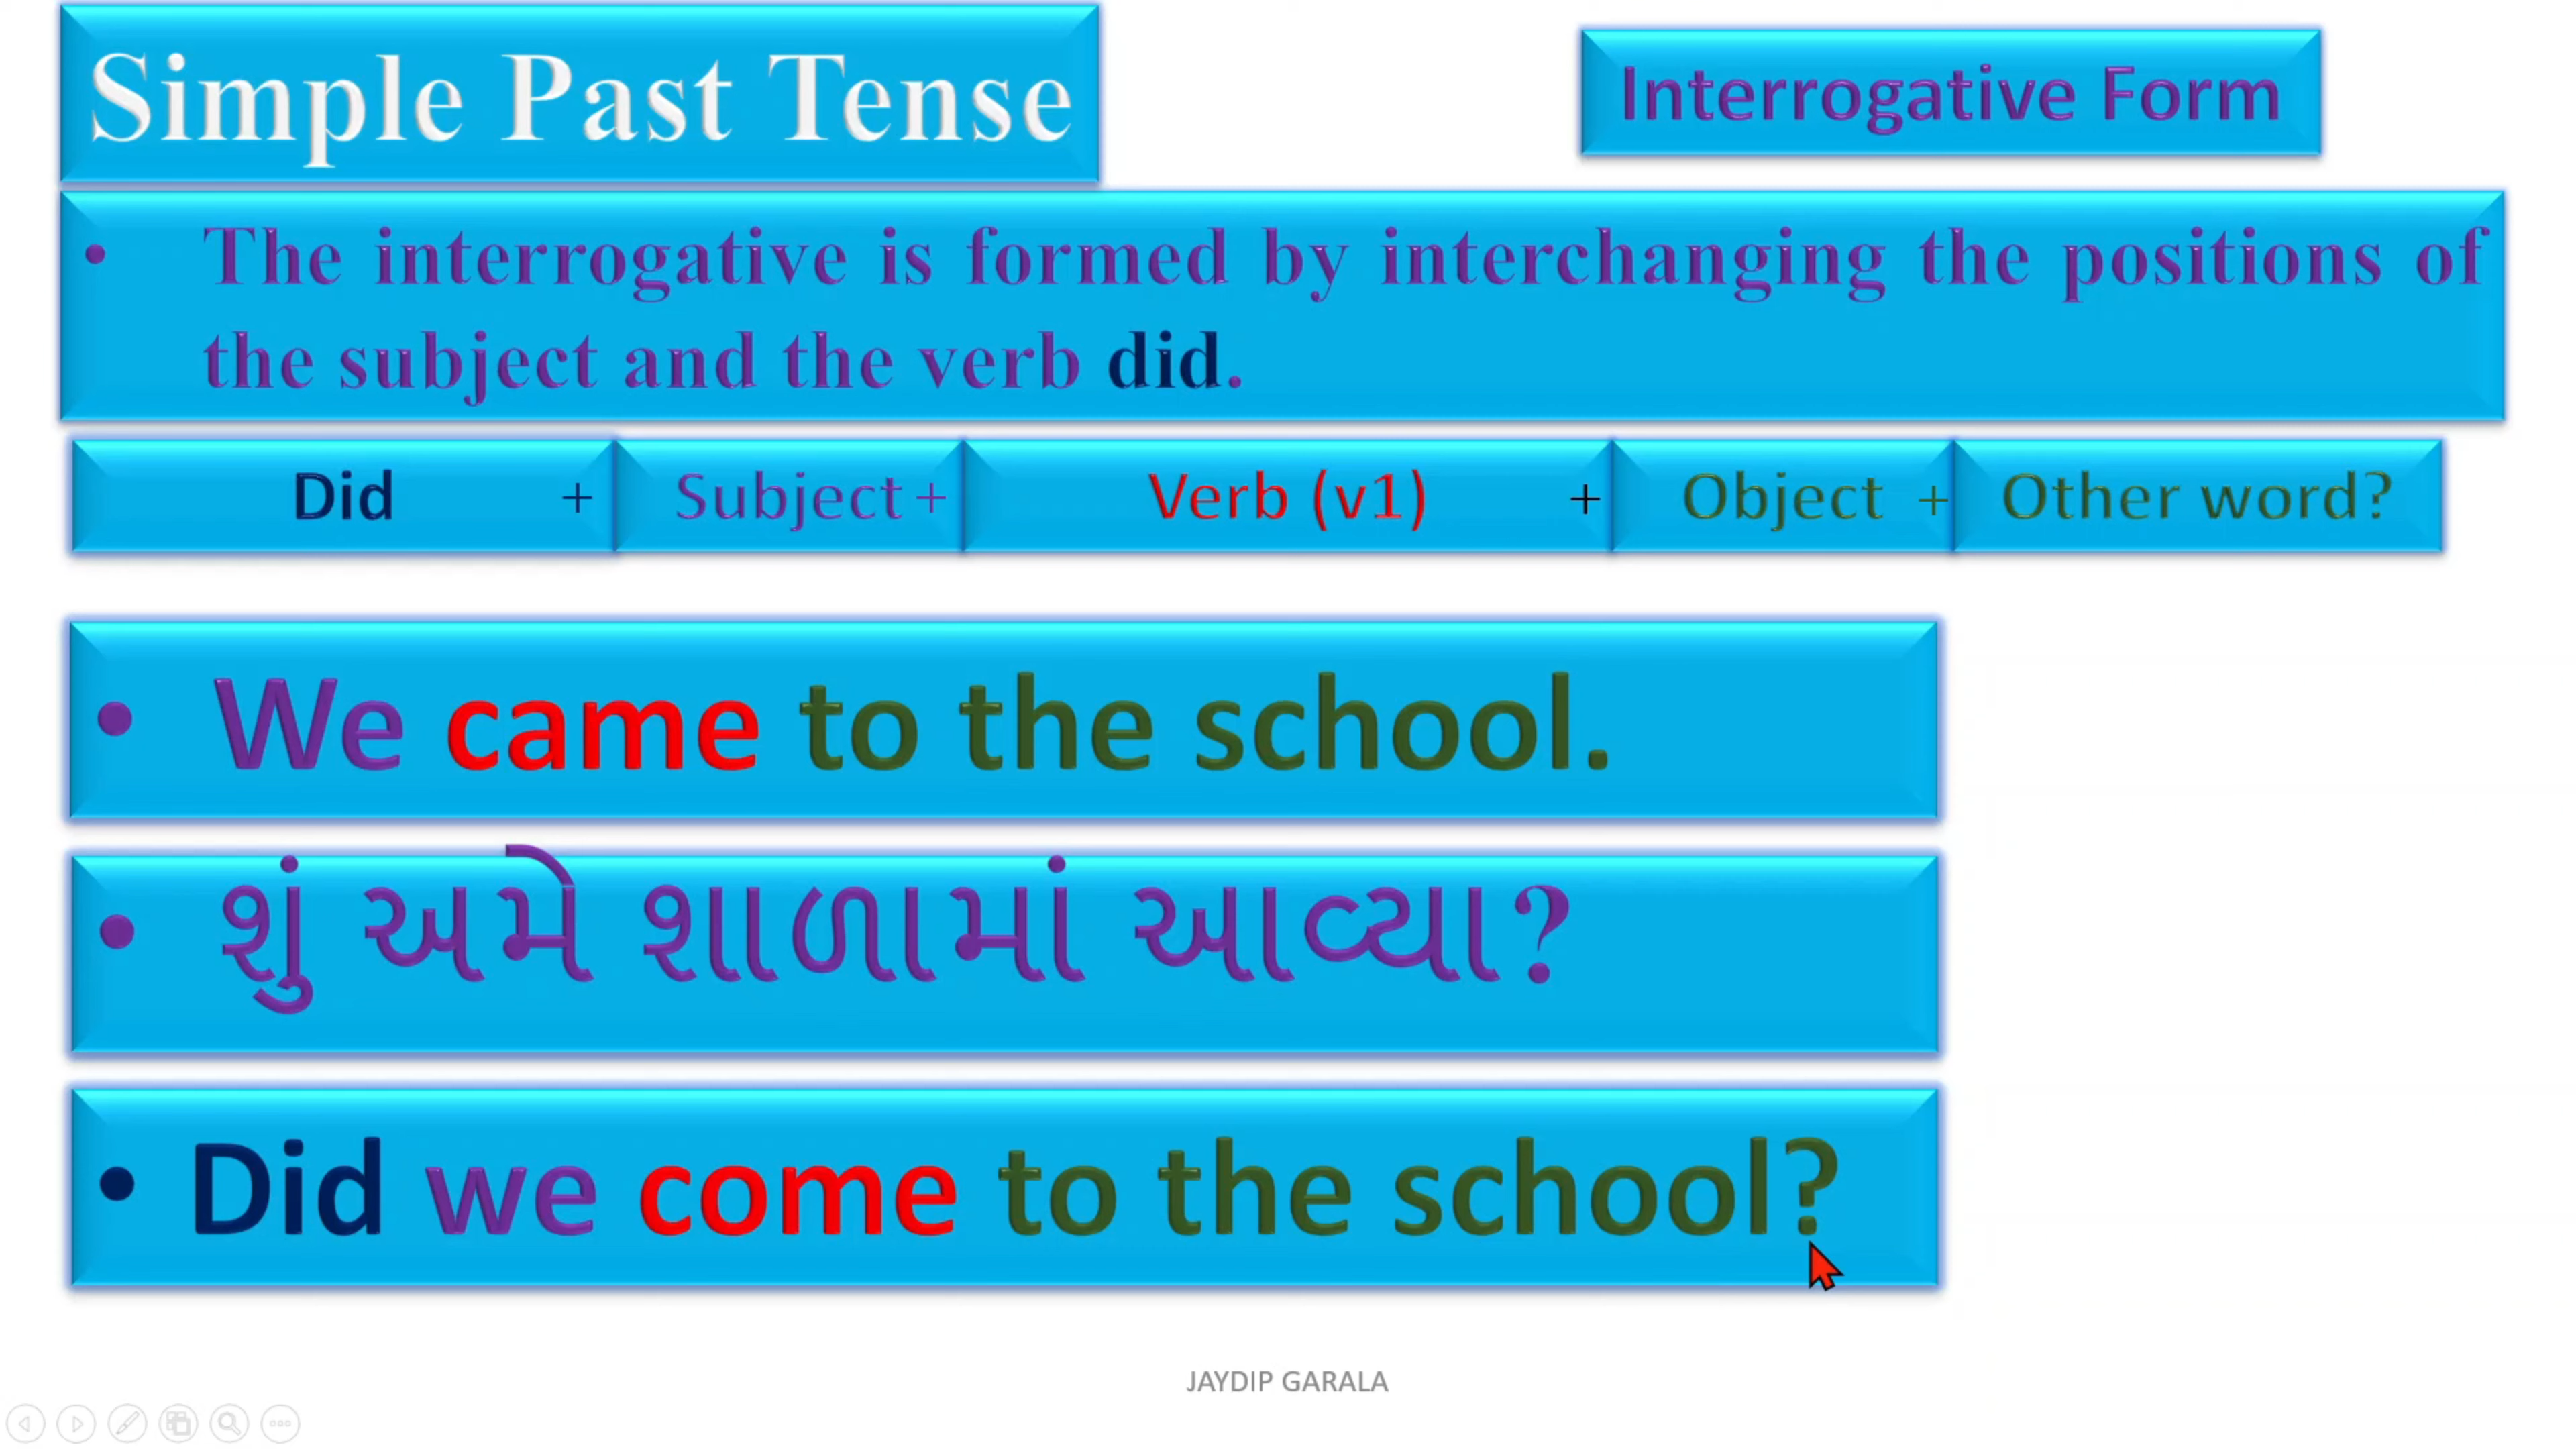 Simple Past Tense
Interrogative Form
• The interrogative is formed by interchanging the positions of
the subject and the verb did.
Did + Subject + Verb (v1) + Object + Other word?
• We came to the school.
• શું અમે શાળામાં આવ્યા?
• Did we come to the school?
JAYDIP GARALA